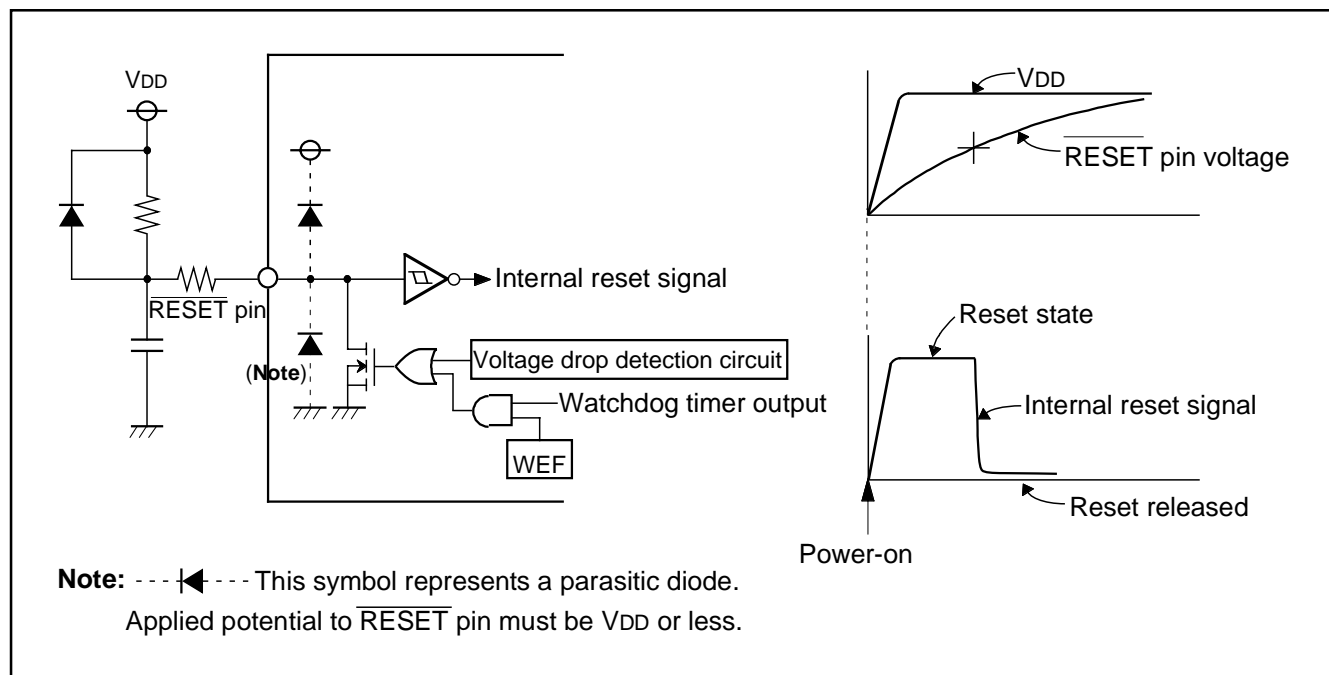 VDD
RESET pin
(Note)
Internal reset signal
Voltage drop detection circuit
Watchdog timer output
WEF
VDD
RESET pin voltage
Reset state
Internal reset signal
Reset released
Power-on
Note: This symbol represents a parasitic diode.
Applied potential to RESET pin must be VDD or less.